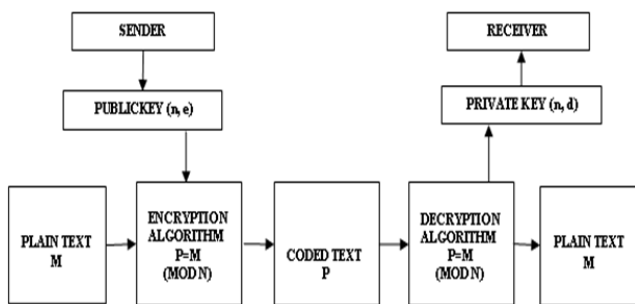 SENDER
RECEIVER
PUBLICKEY (n, e)
PRIVATE KEY (n, d)
PLAIN TEXT
M
ENCRYPTION
ALGORITHM
P=M
(MOD N)
CODED TEXT
P
DECRYPTION
ALGORITHM
P=M
(MOD N)
PLAIN TEXT
M